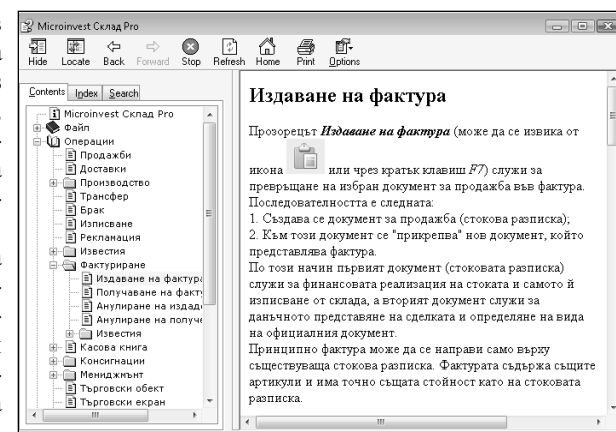 Microinvest Склад Pro
Hide Locate Back Forward Stop Refresh Home Print Options
Contents Index Search
Microinvest Склад Pro
Файл
Операции
Продажби
Доставки
Производство
Трансфер
Брак
Изписване
Рекламация
Известия
Фактуриране
Издаване на фактура
Получаване на факту
Анулиране на издаде
Анулиране на получе
Известия
Касова книга
Консигнации
Мениджмънт
Търговски обект
Търговски екран
Издаване на фактура
Прозорецът Издаване на фактура (може да се извика от
икона или чрез кратък клавиш F7) служи за
превръщане на избран документ за продажба във фактура.
Последователността е следната:
1. Създава се документ за продажба (стокова разписка);
2. Към този документ се "прикрепва" нов документ, който
представлява фактура.
По този начин първият документ (стоковата разписка)
служи за финансовата реализация на стоката и самото ѝ
изписване от склада, а вторият документ служи за
данъчното представяне на сделката и определяне на вида
на официалния документ.
Принципно фактура може да се направи само върху
съществуваща стокова разписка. Фактурата съдържа същите
артикули и има точно същата стойност като на стоковата
разписка.